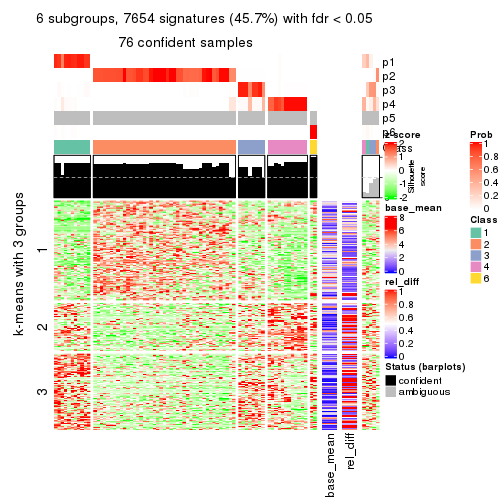 6 subgroups, 7654 signatures (45.7%) with fdr < 0.05
76 confident samples
p1
p2
p3
p4
p5
p6
Class
k-means with 3 groups
1
2
3
Silhouette
score
base_mean
rel_diff
z-score
2
1
0
-1
-2
base_mean
8
6
4
2
0
rel_diff
1
0.8
0.6
0.4
0.2
0
Status (barplots)
confident
ambiguous
Prob
1
0.8
0.6
0.4
0.2
0
Class
1
2
3
4
6